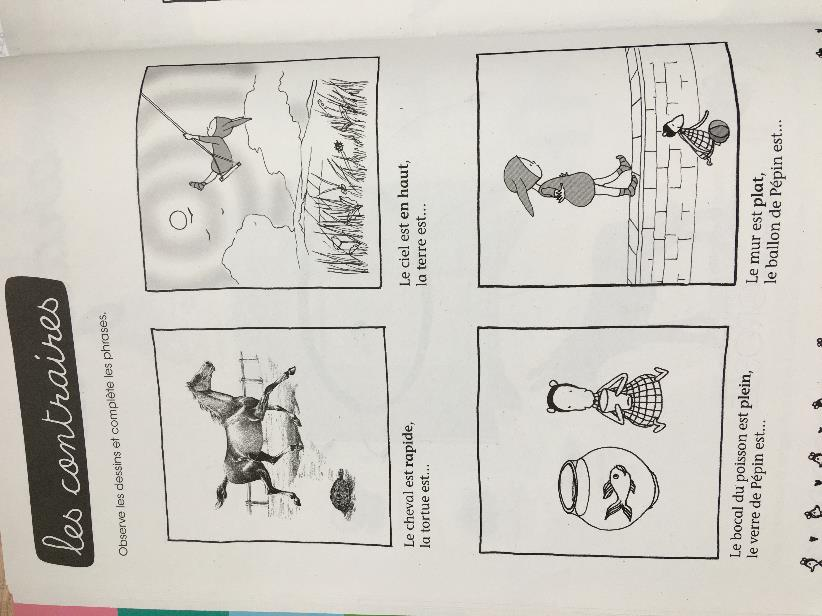 les contraires
Observe les dessins et complète les phrases.
Le cheval est rapide,
la tortue est...
Le ciel est en haut,
la terre est...
Le bocal du poisson est plein,
le verre de Pépin est...
Le mur est plat,
le ballon de Pépin est...